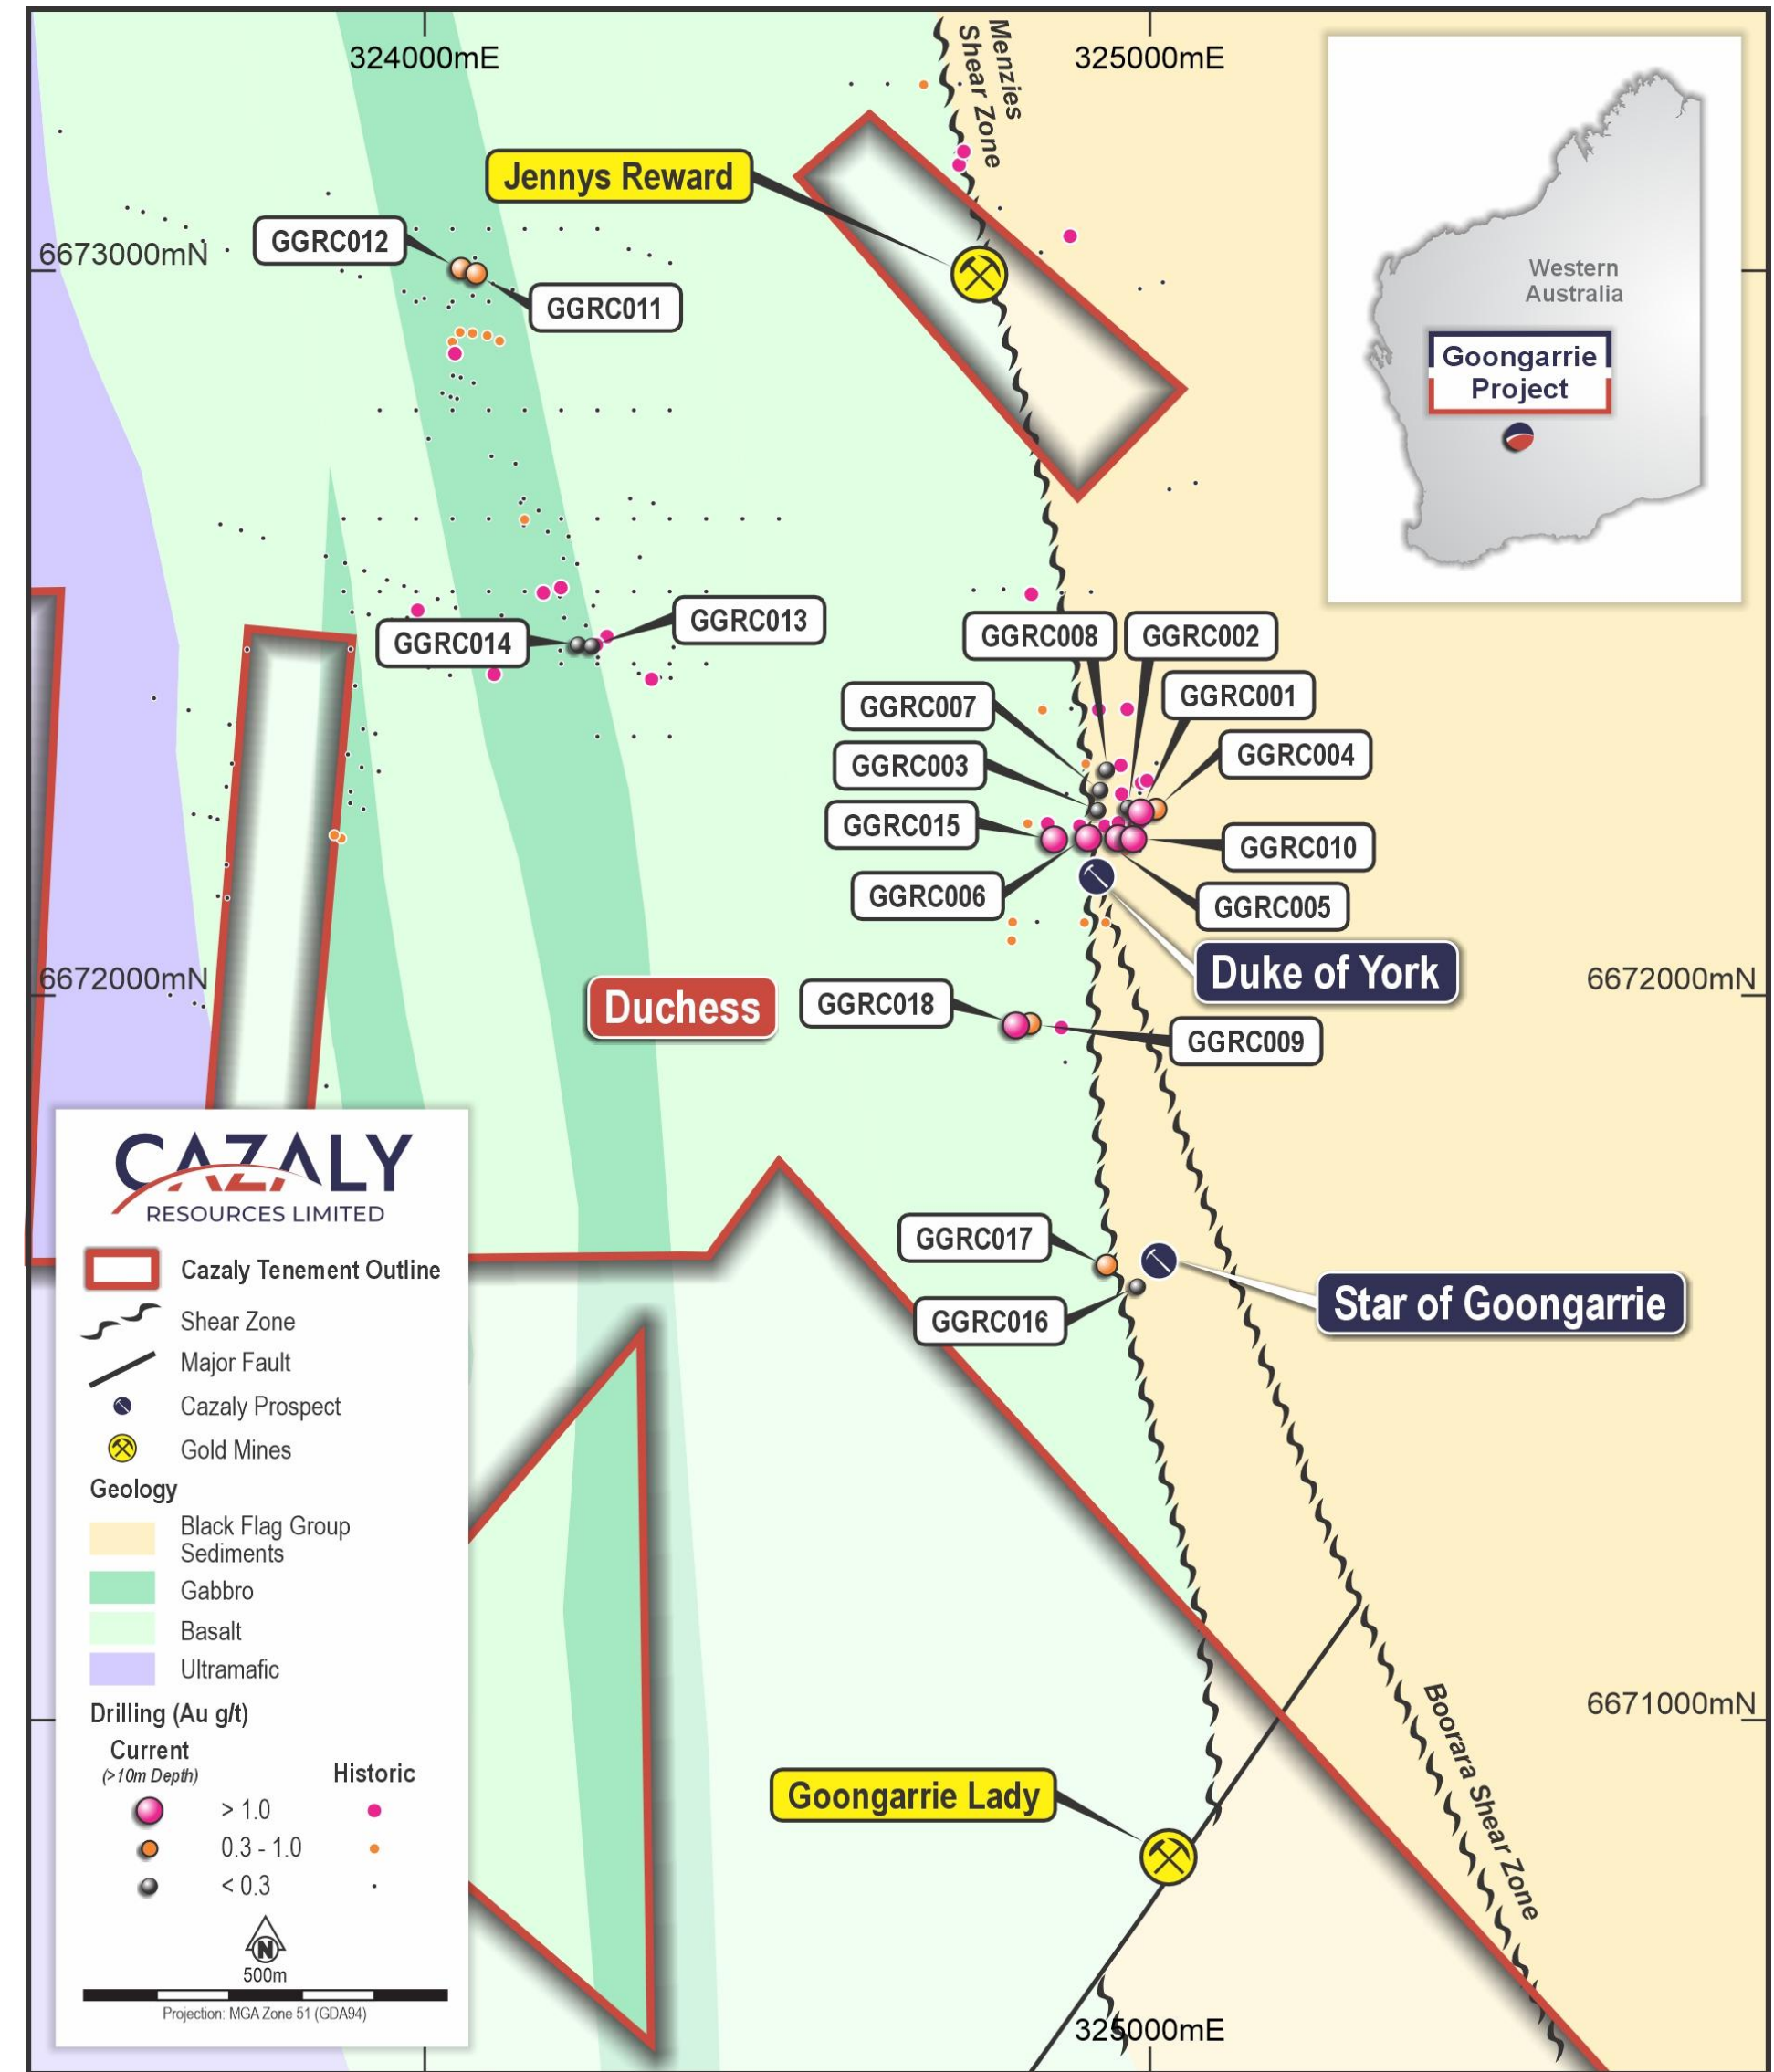 324000mE
325000mE
Menzies
Shear Zone
Jennys Reward
GGRC012
6673000mN
GGRC011
Western
Australia
Goongarrie
Project
GGRC013
GGRC014
GGRC008
GGRC002
GGRC001
GGRC007
GGRC004
GGRC003
GGRC015
GGRC010
GGRC006
GGRC005
Duke of York
6672000mN
6672000mN
Duchess
GGRC018
GGRC009
GGRC017
Star of Goongarrie
GGRC016
6671000mN
Boorara Shear Zone
Goongarrie Lady
325000mE
CAZALY
RESOURCES LIMITED
Cazaly Tenement Outline
Shear Zone
Major Fault
Cazaly Prospect
Gold Mines
Geology
Black Flag Group
Sediments
Gabbro
Basalt
Ultramafic
Drilling (Au g/t)
Current
(>10m Depth)
Historic
> 1.0
0.3 - 1.0
< 0.3
N
500m
Projection: MGA Zone 51 (GDA94)